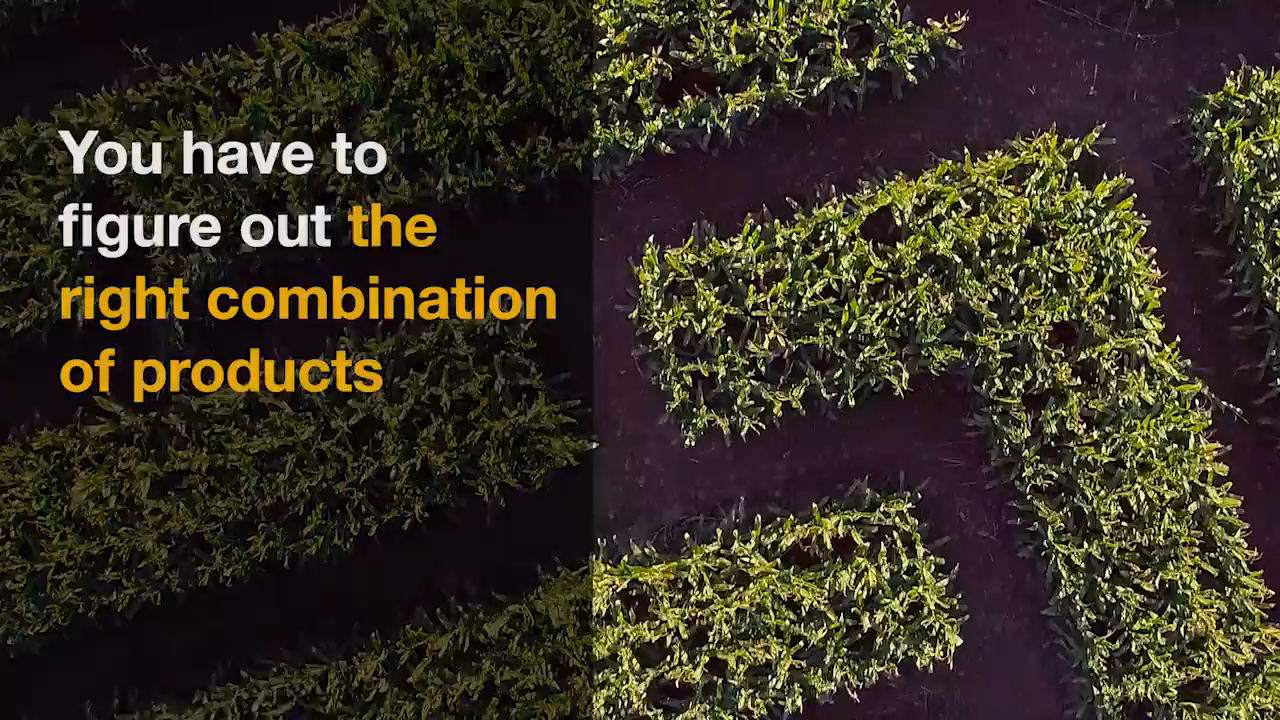 You have to
figure out the
right combination
of products